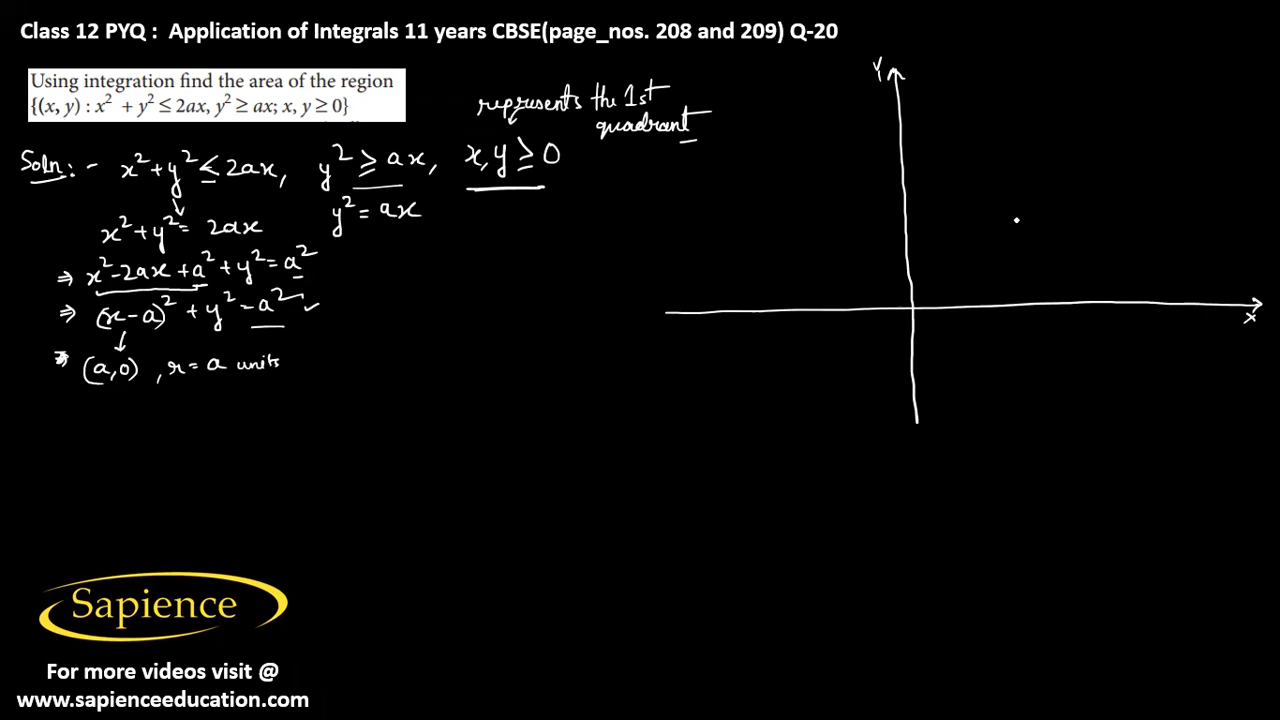 Class 12 PYQ : Application of Integrals 11 years CBSE(page_nos. 208 and 209) Q-20
Using integration find the area of the region
{(x, y) : x² + y² ≤ 2ax, y² ≥ ax; x, y ≥ 0}
represents the 1st
quadrant
Soln:- x² + y² ≤ 2ax, y² ≥ ax, x, y ≥ 0
x² + y² = 2ax y² = ax
⇒ x² - 2ax + a² + y² = a²
⇒ (x - a)² + y² = a²
⇒ (a, 0), r = a units
Y
X
Sapience
For more videos visit @
www.sapienceeducation.com